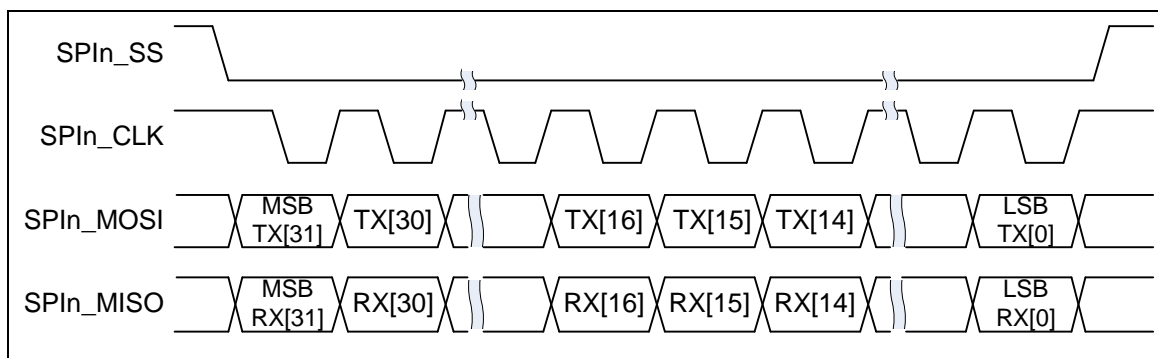 SPIn_SS
SPIn_CLK
SPIn_MOSI
MSB
TX[31]
TX[30]
TX[16]
TX[15]
TX[14]
LSB
TX[0]
SPIn_MISO
MSB
RX[31]
RX[30]
RX[16]
RX[15]
RX[14]
LSB
RX[0]